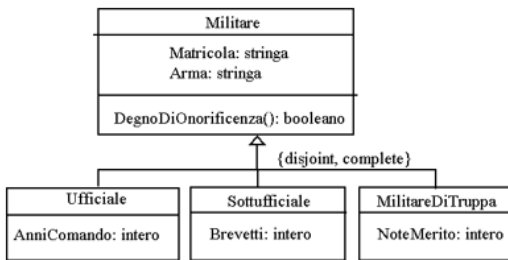 Militare
Matricola: stringa
Arma: stringa
DegnoDiOnorificenza(): booleano
{disjoint, complete}
Ufficiale
Sottufficiale
MilitareDiTruppa
AnniComando: intero
Brevetti: intero
NoteMerito: intero